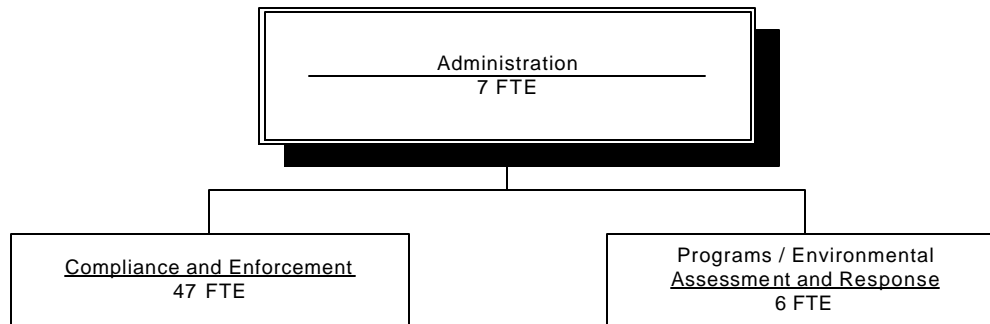 Administration
7 FTE
Compliance and Enforcement
47 FTE
Programs / Environmental
Assessment and Response
6 FTE